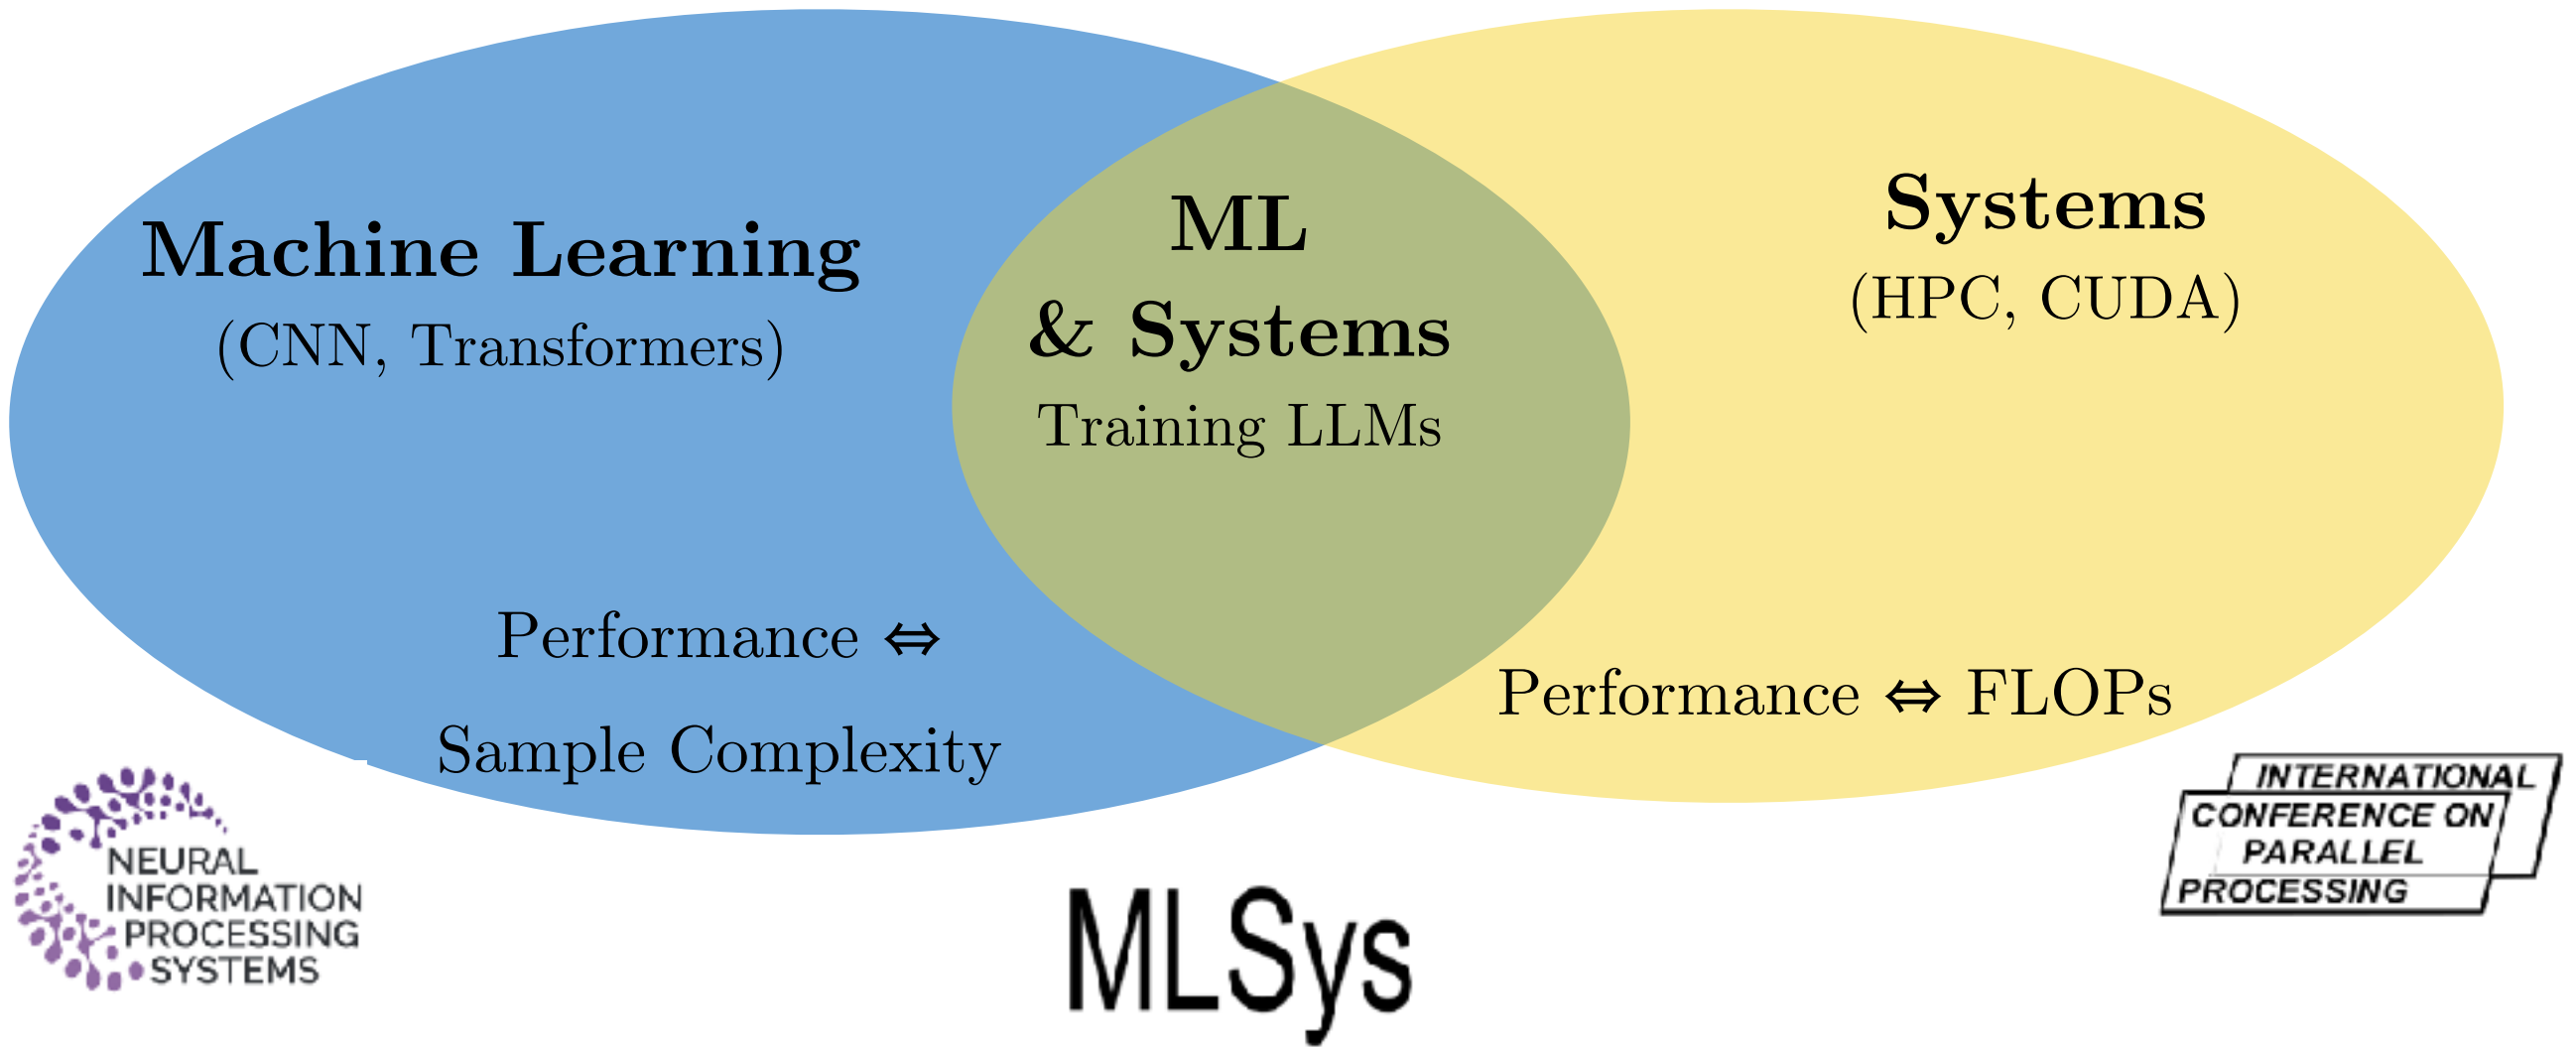 Machine Learning
(CNN, Transformers)
ML
& Systems
Training LLMs
Systems
(HPC, CUDA)
Performance ⇔
Sample Complexity
Performance ⇔ FLOPs
NEURAL
INFORMATION
PROCESSING
SYSTEMS
MLSys
INTERNATIONAL
CONFERENCE ON
PARALLEL
PROCESSING